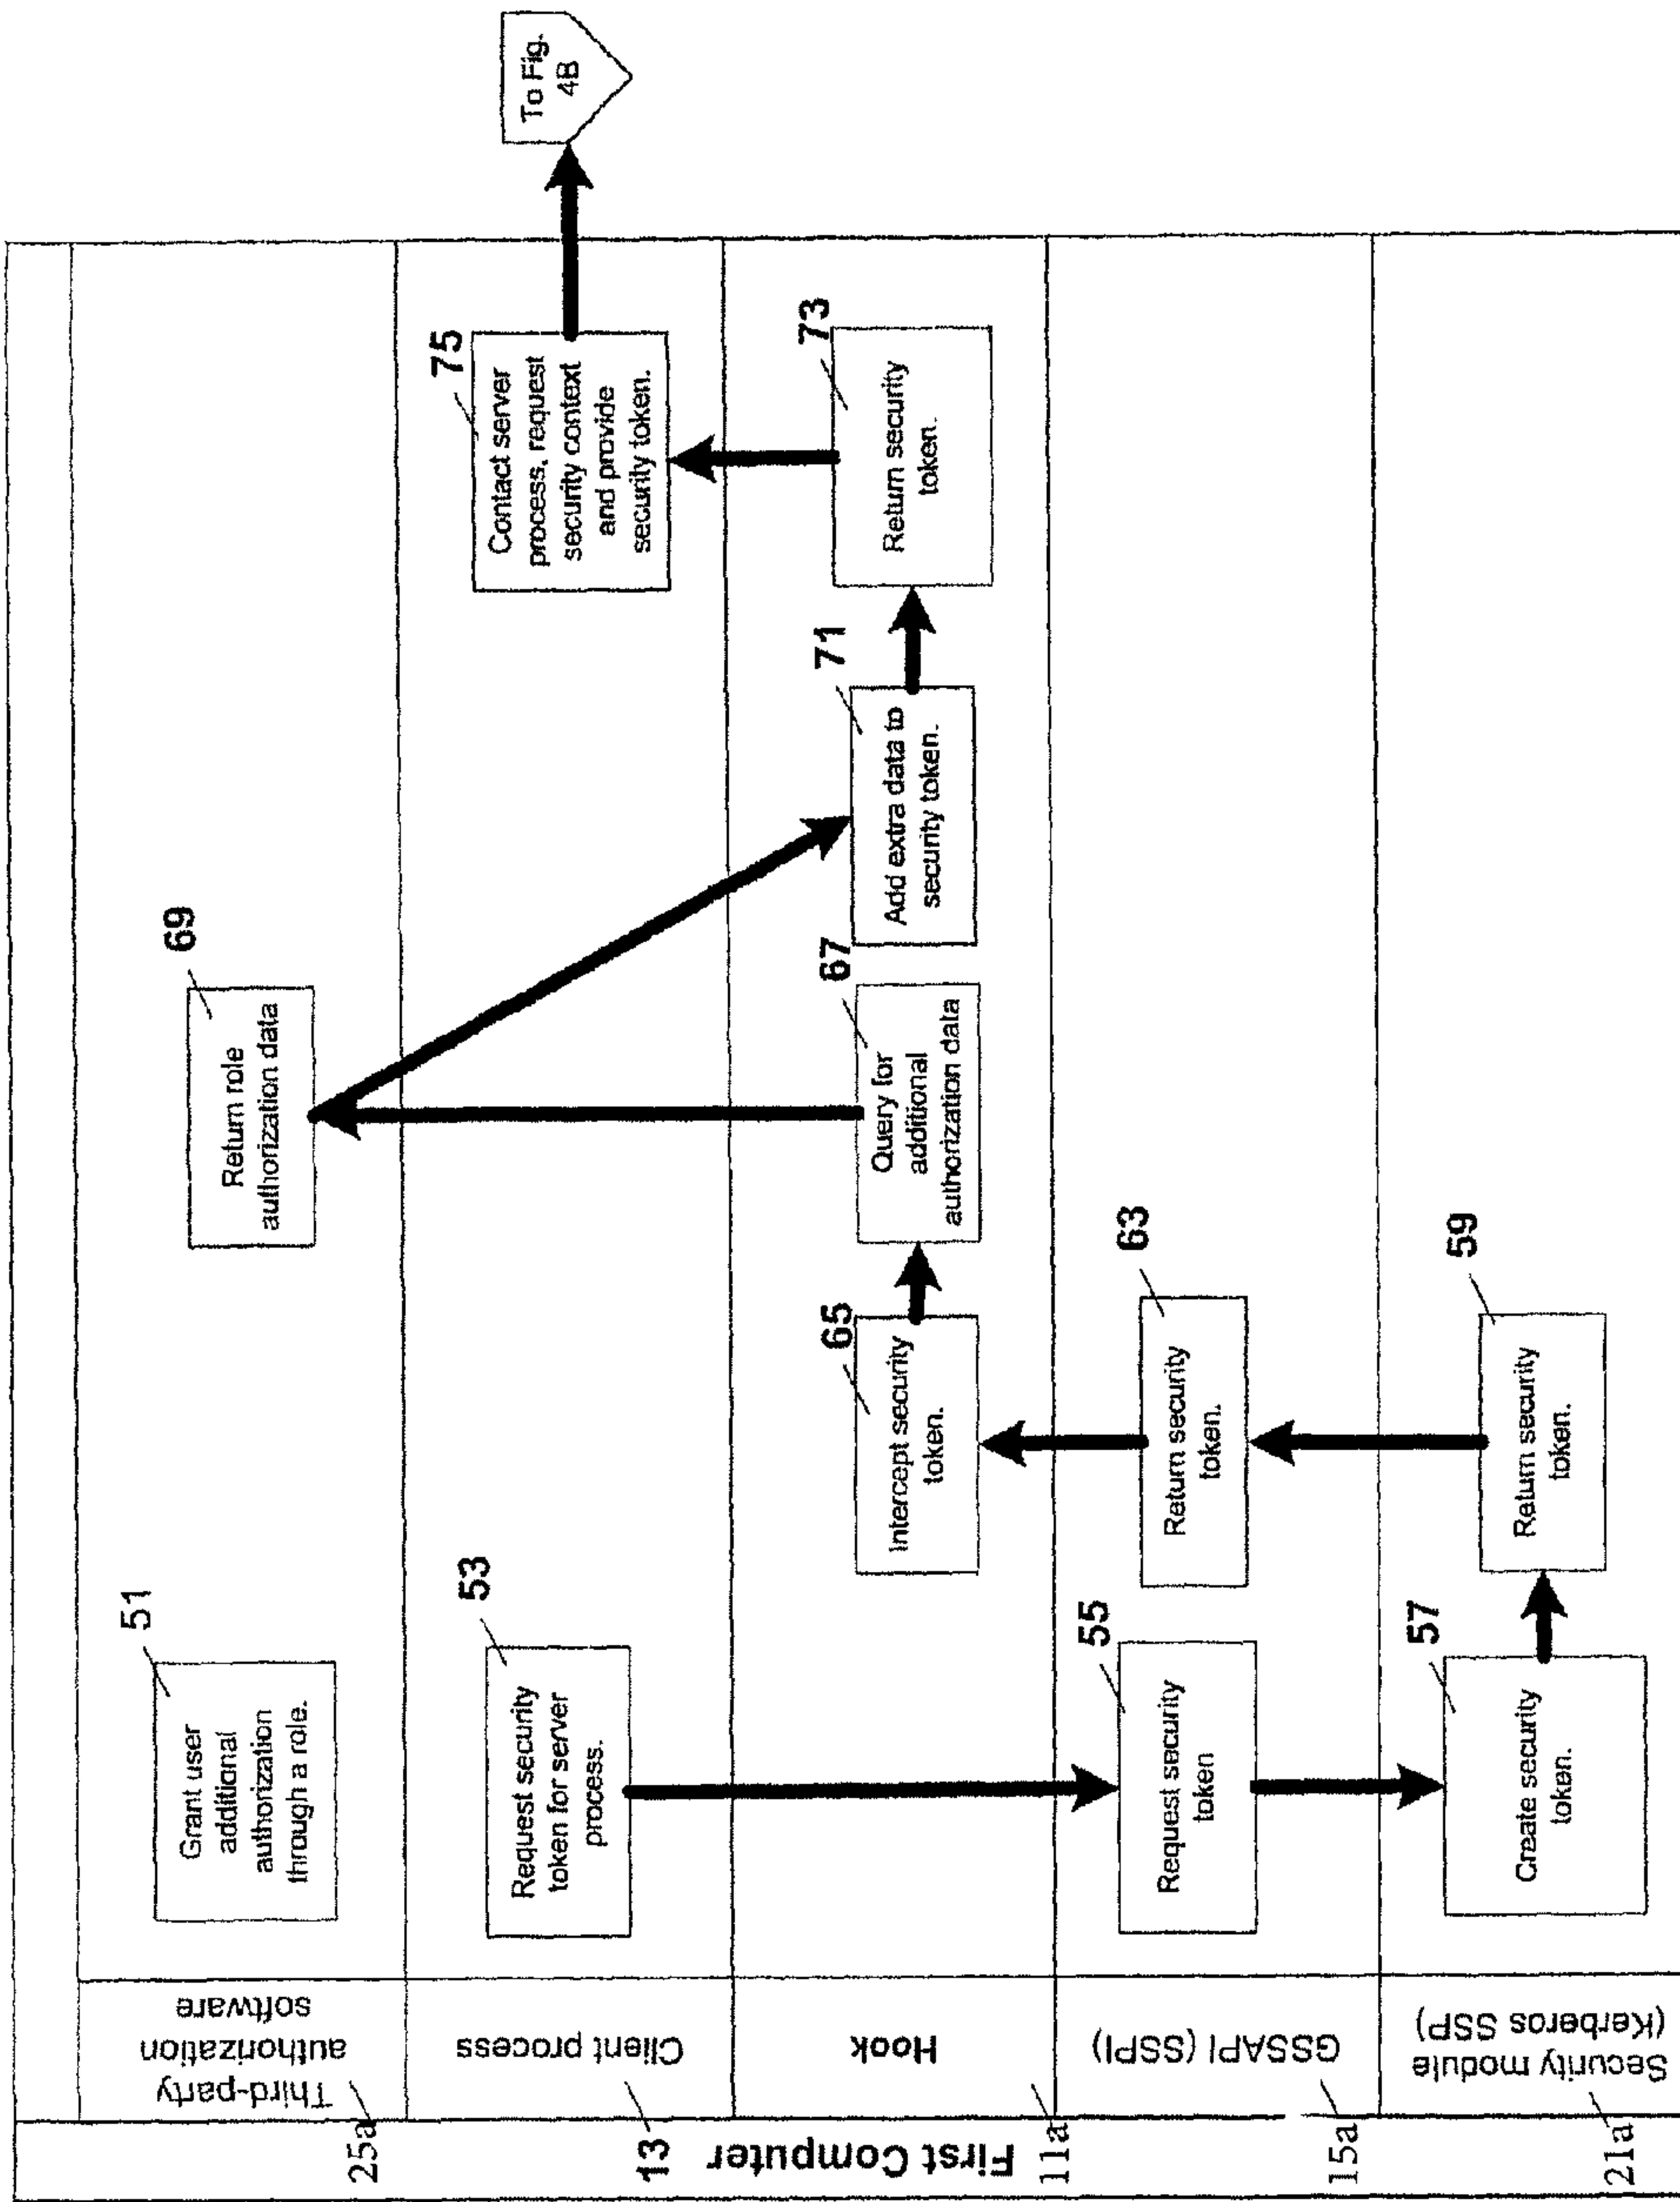 First Computer
25a
Third-party
authorization
software
51
Grant user
additional
authorization
through a role.
69
Return role
authorization data
13
Client process
53
Request security
token for server
process.
75
Contact server
process, request
security context
and provide
security token.
To Fig.
4B
11a
Hook
65
Intercept security
token.
67
Query for
additional
authorization data
71
Add extra data to
security token.
73
Return security
token.
15a
GSSAPI (SSPI)
55
Request security
token
63
Return security
token.
21a
Security module
(Kerberos SSP)
57
Create security
token.
59
Return security
token.